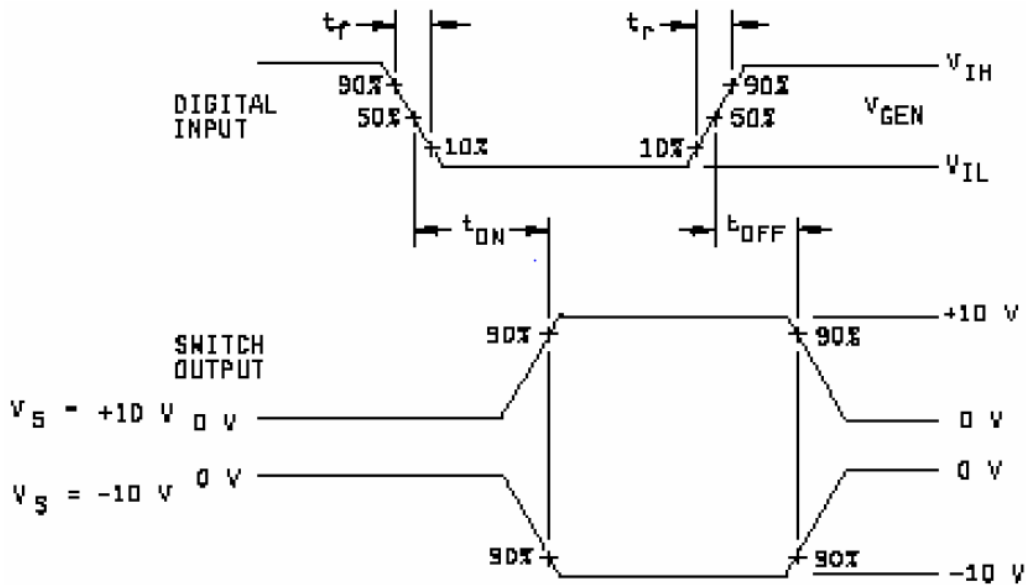 tf
tr
90%
90%
VIH
DIGITAL
INPUT
50%
50%
VGEN
10%
10%
VIL
tON
tOFF
+10 V
90%
90%
SWITCH
OUTPUT
VS = +10 V
0 V
0 V
VS = -10 V
0 V
0 V
90%
90%
-10 V